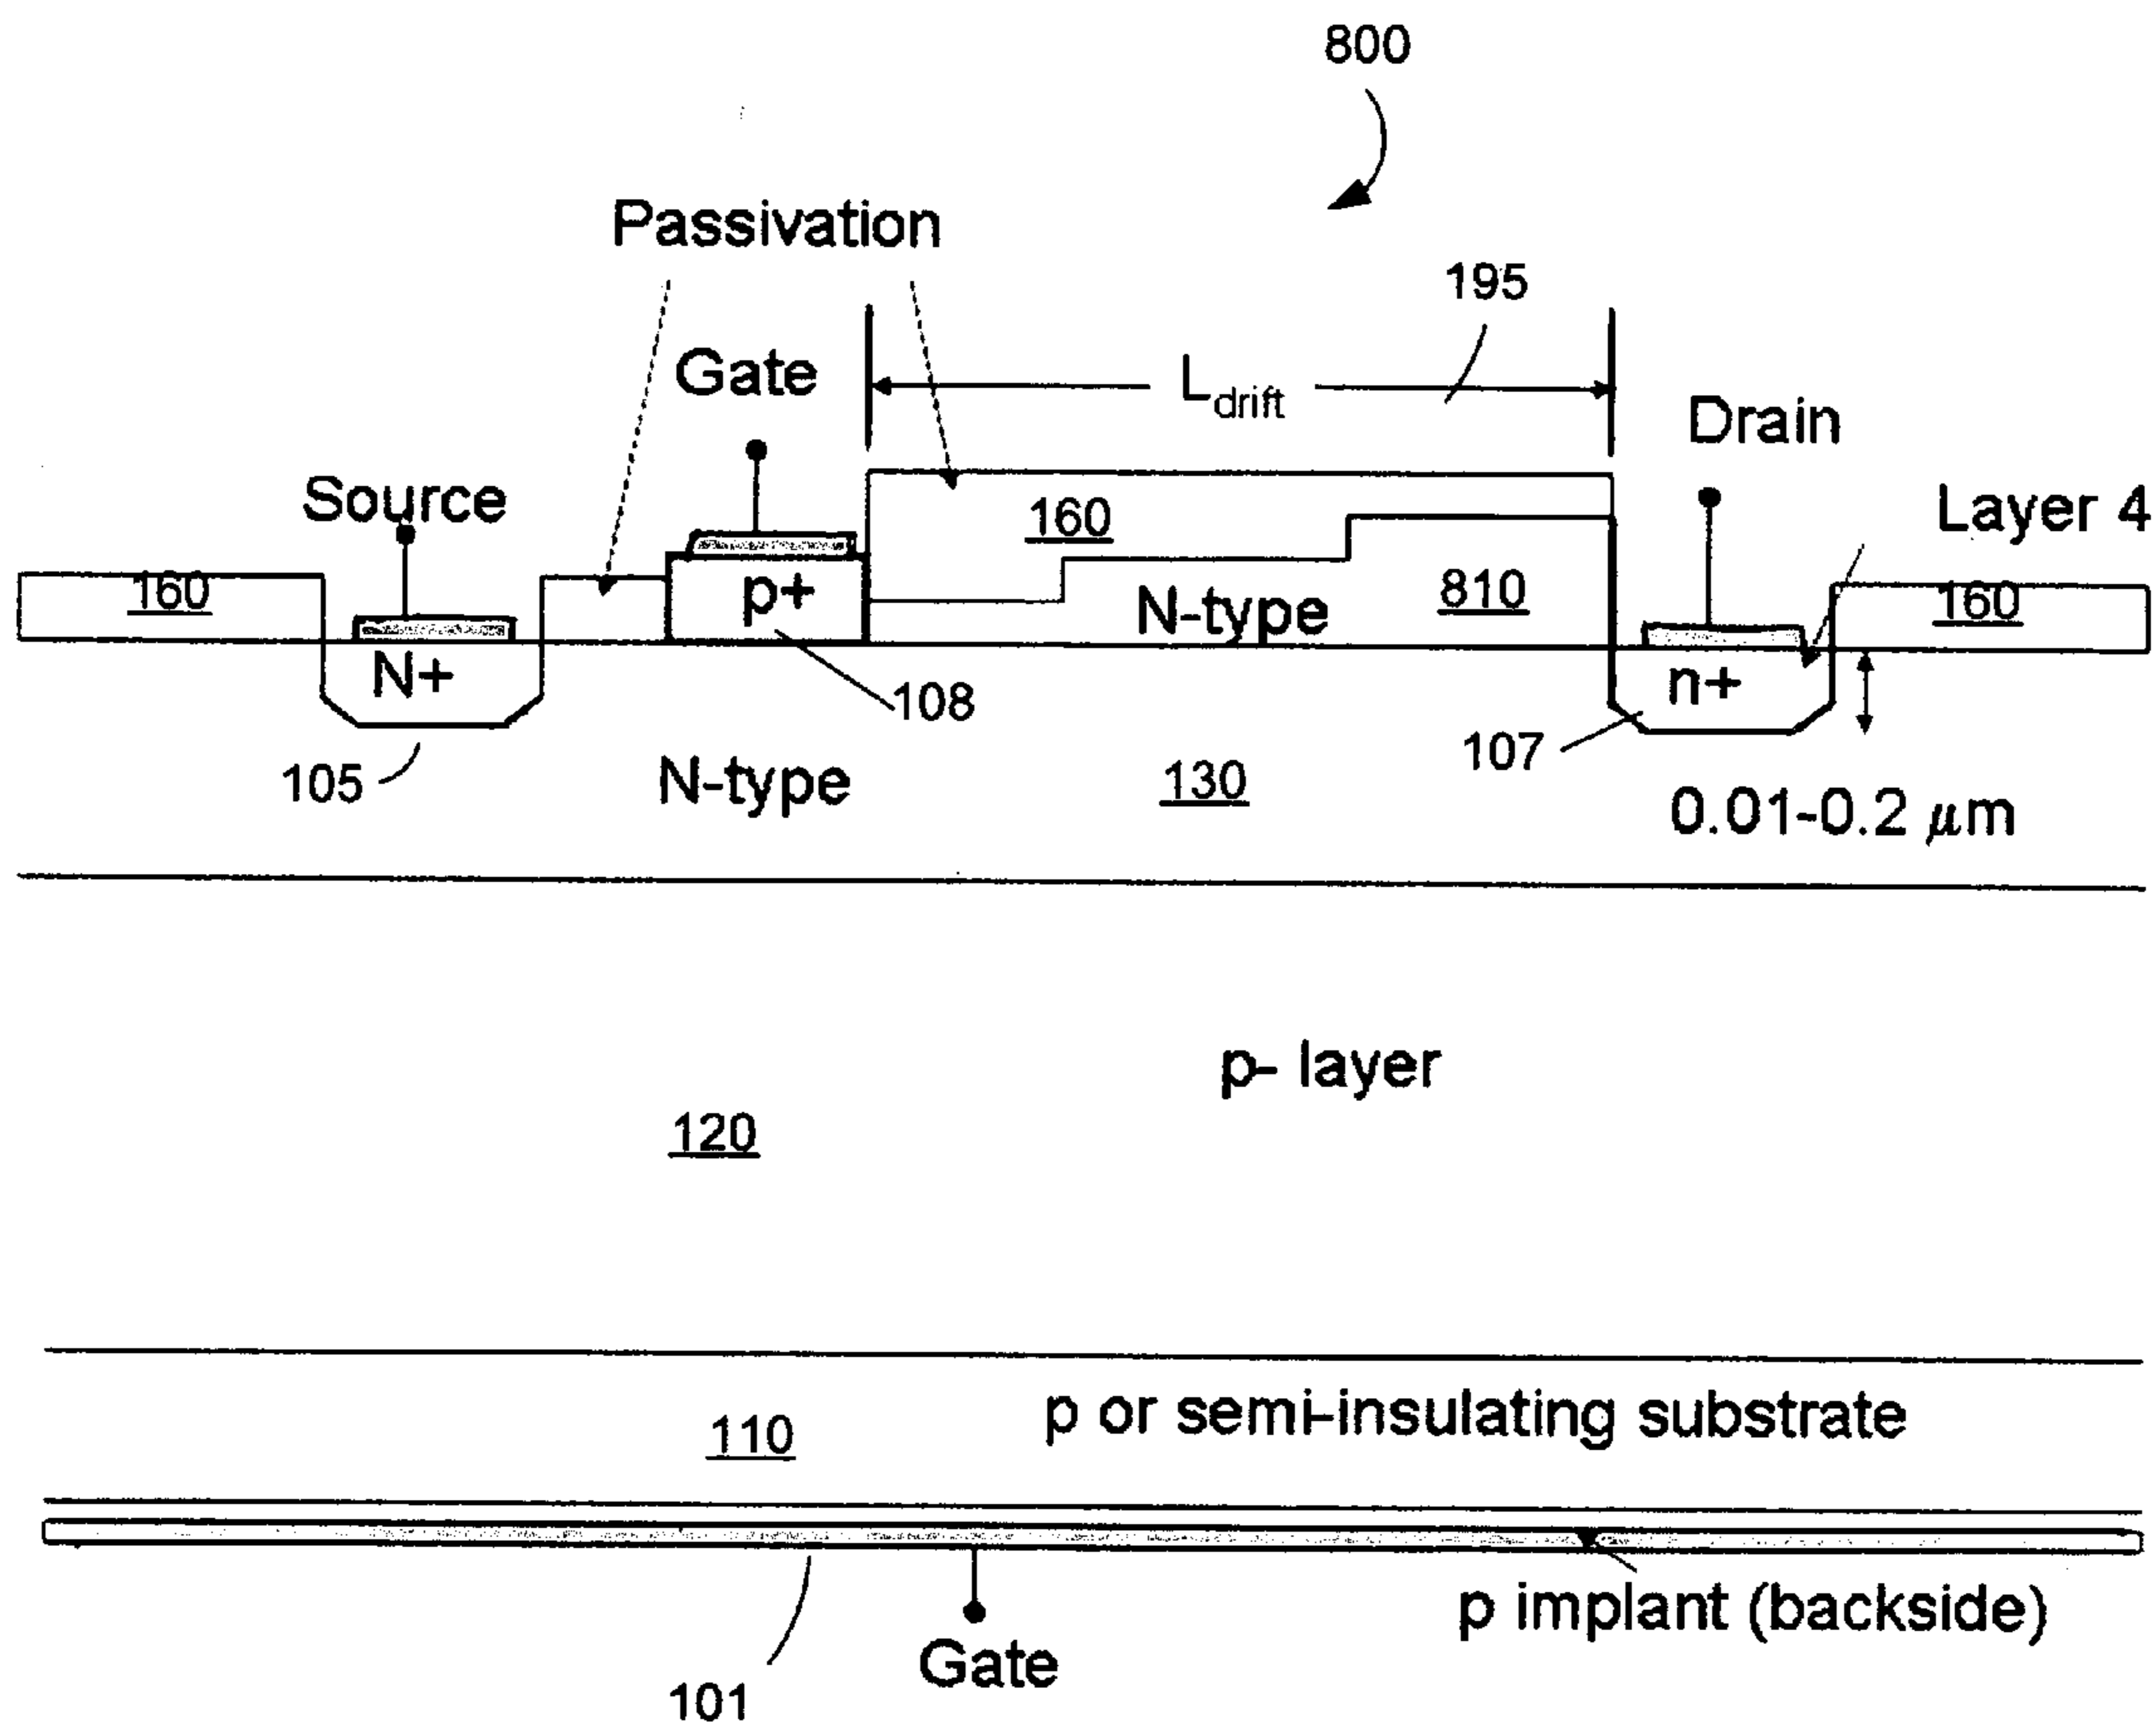 800
Passivation
195
Gate
L_drift
Drain
Source
Layer 4
160
160
p+
N-type
810
160
N+
n+
108
107
105
N-type
130
0.01-0.2 μm
p- layer
120
p or semi-insulating substrate
110
p implant (backside)
Gate
101